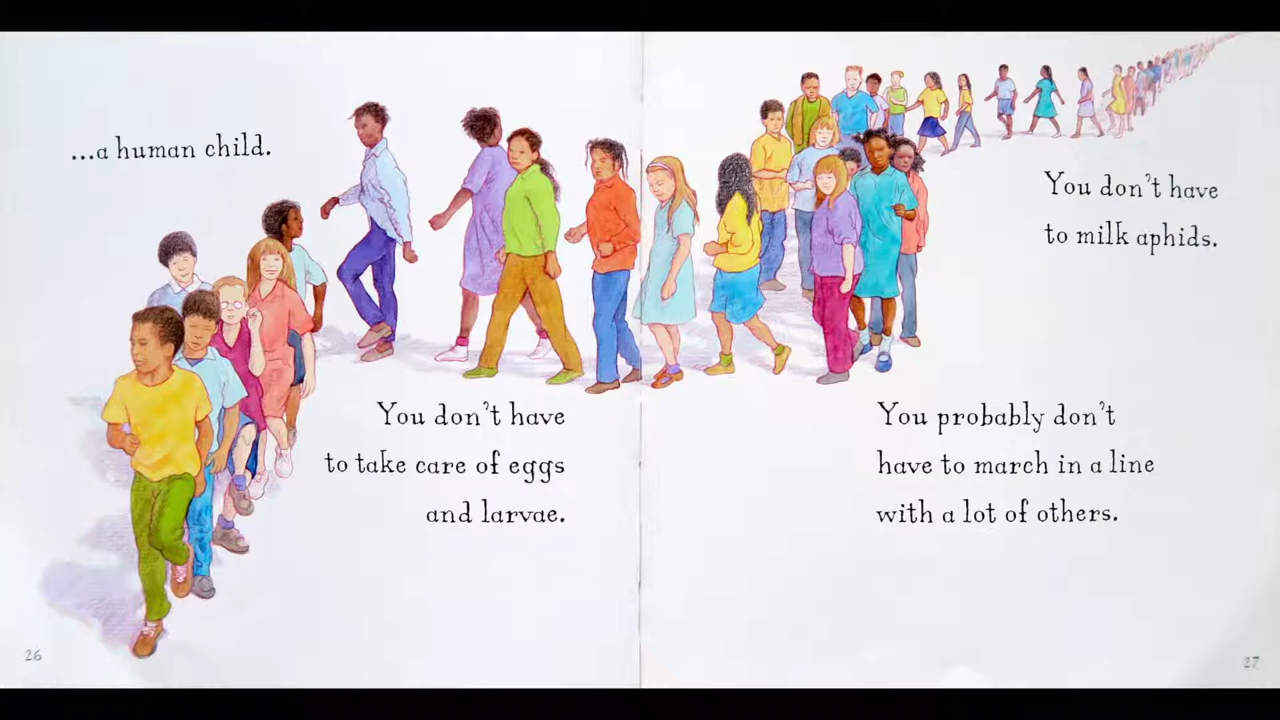 ...a human child.
You don't have
to take care of eggs
and larvae.
26
You don't have
to milk aphids.
You probably don't
have to march in a line
with a lot of others.
27